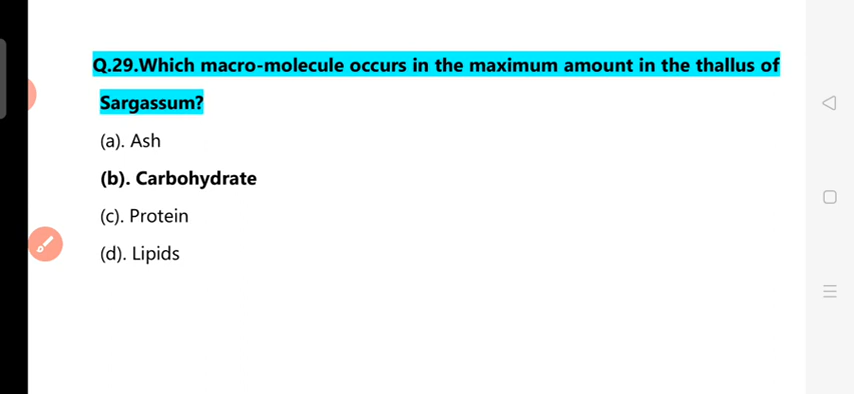 Q.29.Which macro-molecule occurs in the maximum amount in the thallus of
Sargassum?
(a). Ash
(b). Carbohydrate
(c). Protein
(d). Lipids